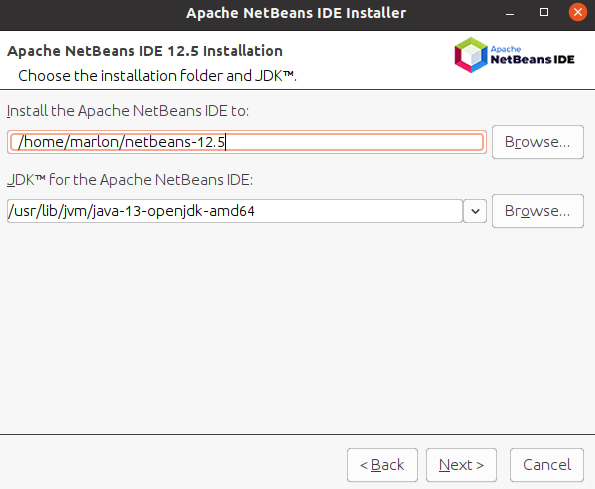 Apache NetBeans IDE Installer
Apache NetBeans IDE 12.5 Installation
Choose the installation folder and JDK™.
Apache
NetBeans IDE
Install the Apache NetBeans IDE to:
/home/marlon/netbeans-12.5
Browse...
JDK™ for the Apache NetBeans IDE:
/usr/lib/jvm/java-13-openjdk-amd64
Browse...
< Back
Next >
Cancel